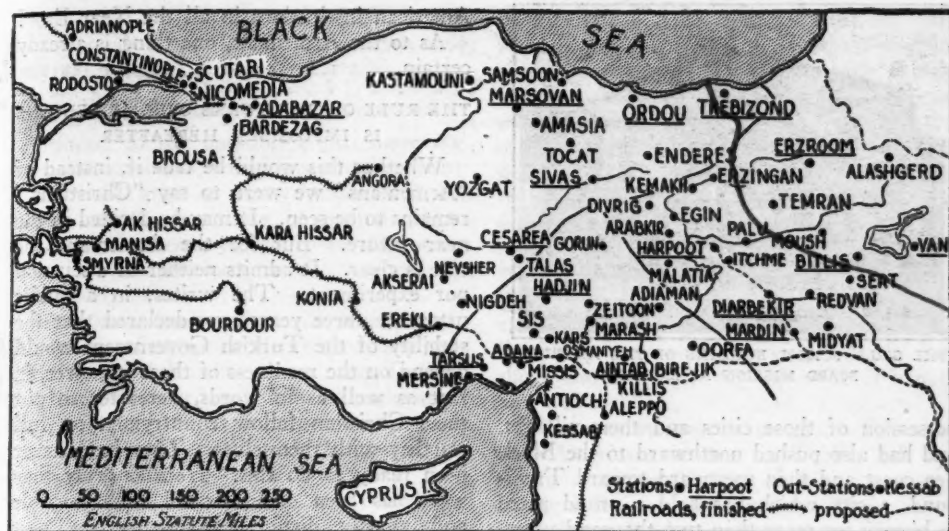 ADRIANOPLE
BLACK
SEA
CONSTANTINOPLE
RODOSTO
SCUTARI
NICOMEDIA
ADABAZAR
BARDEZAG
BROUSA
KASTAMOLINI
SAMSOON
MARSOVAN
ORDOU
TREBIZOND
AMASIA
TOCAT
ENDERES
ERZROOM
ALASHGERD
ANGORA
YOZGAT
SIVAS
KEMAKH
ERZINGAN
DIVRIG
EGIN
TEMRAN
AK HISSAR
MANISA
SMYRNA
KARA HISSAR
CESAREA
GORUN
ARABKIR
HARPOOT
PALU
MOUSH
VAN
NEVSHER
TALAS
ITCHME
BITLIS
AKSERAI
HADJIN
MALATIA
SERT
KONIA
NIGDEH
ZEITOON
ADIAMAN
DIARBEKIR
REDVAN
BOURDOUR
EREKLI
SIS
MARASH
MARDIN
MIDYAT
KARS
OSMANIYEH
OORFA
TARSUS
ADANA
MISSIS
AINTAB
BIREJIK
MERSINE
KILLIS
ANTIOCH
ALEPPO
KESSAB
MEDITERRANEAN SEA
CYPRUS I.
0 50 100 150 200 250
ENGLISH STATUTE MILES
Stations Harpoot Out-Stations Kessab
Railroads, finished proposed